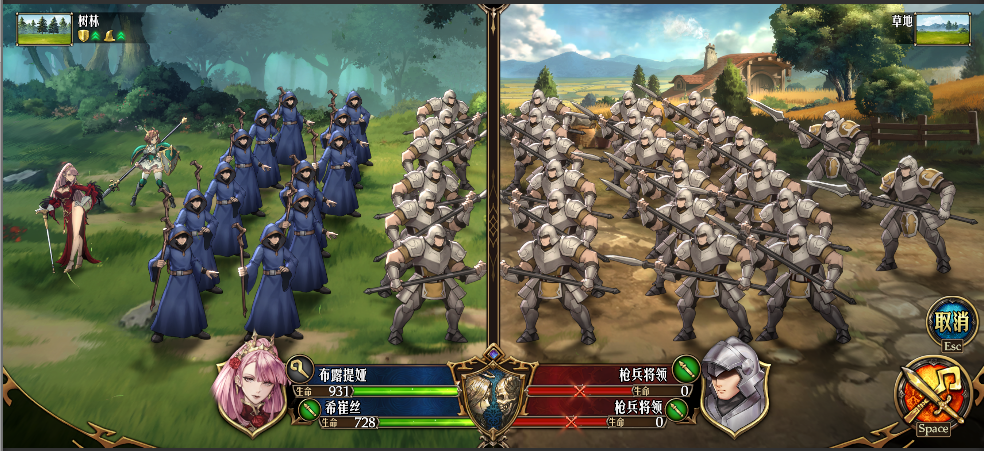 树林
草地
布露提娅
生命 931
希崔丝
生命 728
枪兵将领
生命 0
枪兵将领
生命 0
取消
Esc
Space